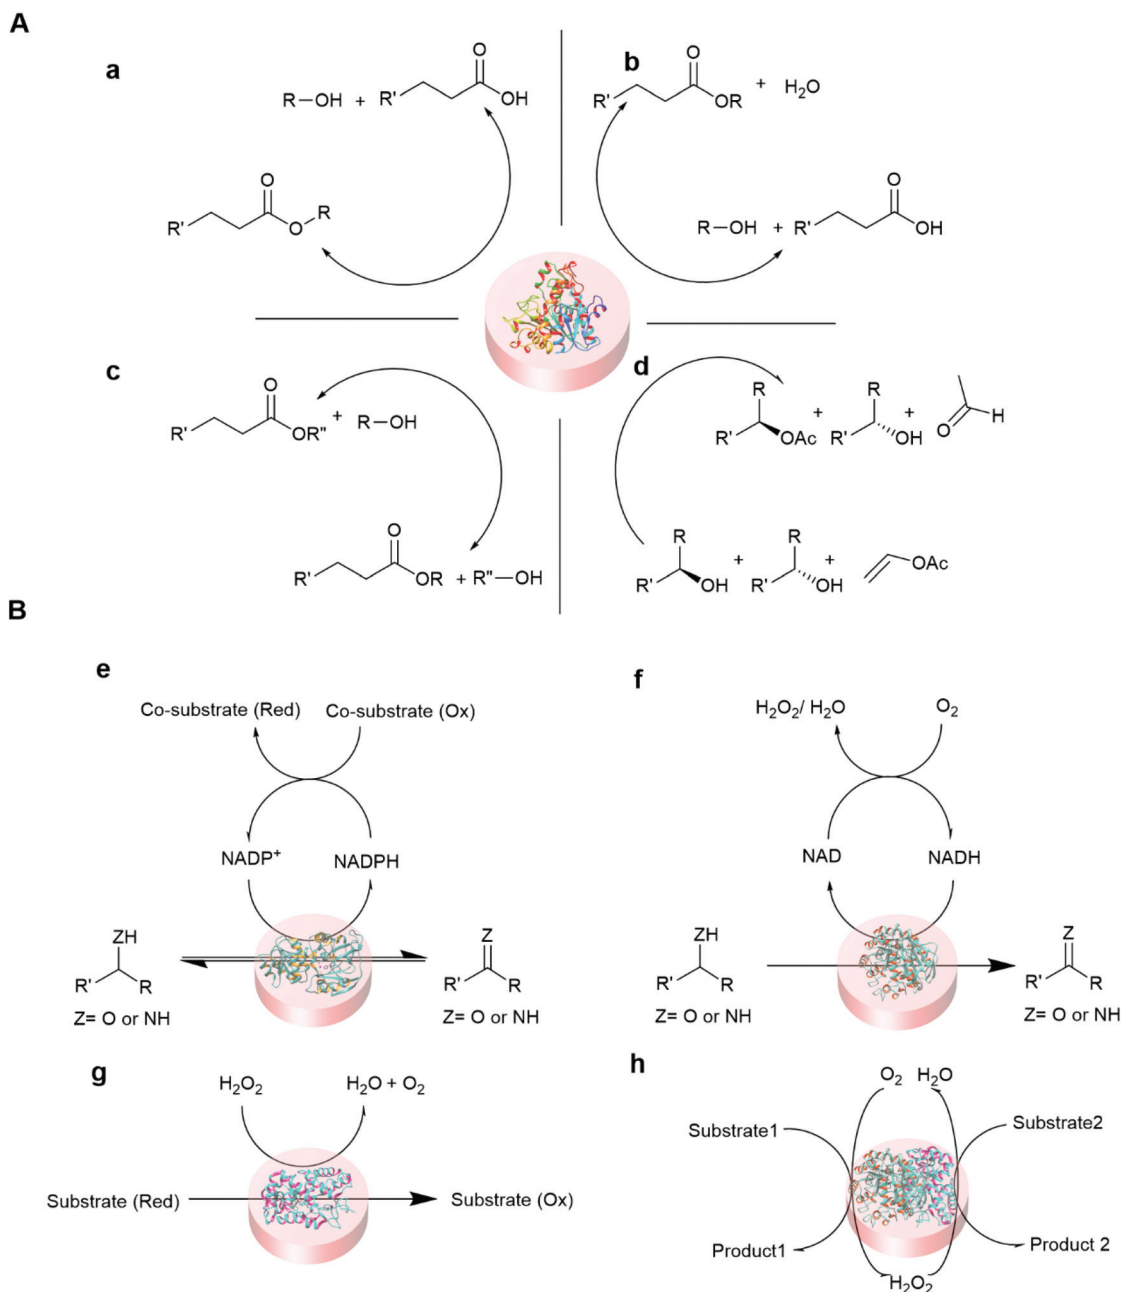 A
a
R—OH + R' O OH
R' O O R
b
R' O OR + H₂O
R—OH + R' O OH
c
R' O OR" + R—OH
R' O OR + R"—OH
d
R R' OAc + R R' OH + O H
R R' OH + R R' OH + OAc
B
e
Co-substrate (Red) Co-substrate (Ox)
NADP⁺ NADPH
ZH R' R
Z= O or NH
Z R' R
Z= O or NH
f
H₂O₂/ H₂O O₂
NAD NADH
ZH R' R
Z= O or NH
Z R' R
Z= O or NH
g
H₂O₂ H₂O + O₂
Substrate (Red) Substrate (Ox)
h
O₂ H₂O
Substrate1 Substrate2
Product1 Product 2
H₂O₂